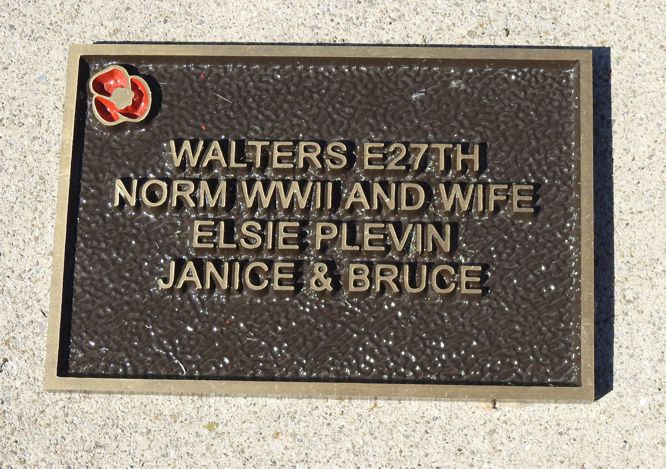 WALTERS E27TH
NORM WWII AND WIFE
ELSIE PLEVIN
JANICE & BRUCE